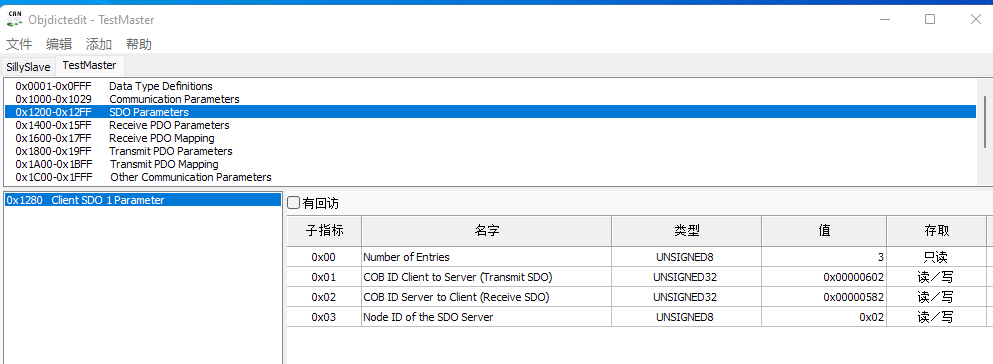 CAN
Objdictedit - TestMaster
文件 编辑 添加 帮助
SillySlave TestMaster
0x0001-0x0FFF Data Type Definitions
0x1000-0x1029 Communication Parameters
0x1200-0x12FF SDO Parameters
0x1400-0x15FF Receive PDO Parameters
0x1600-0x17FF Receive PDO Mapping
0x1800-0x19FF Transmit PDO Parameters
0x1A00-0x1BFF Transmit PDO Mapping
0x1C00-0x1FFF Other Communication Parameters
0x1280 Client SDO 1 Parameter
有回访
子指标 名字 类型 值 存取
0x00 Number of Entries UNSIGNED8 3 只读
0x01 COB ID Client to Server (Transmit SDO) UNSIGNED32 0x00000602 读／写
0x02 COB ID Server to Client (Receive SDO) UNSIGNED32 0x00000582 读／写
0x03 Node ID of the SDO Server UNSIGNED8 0x02 读／写